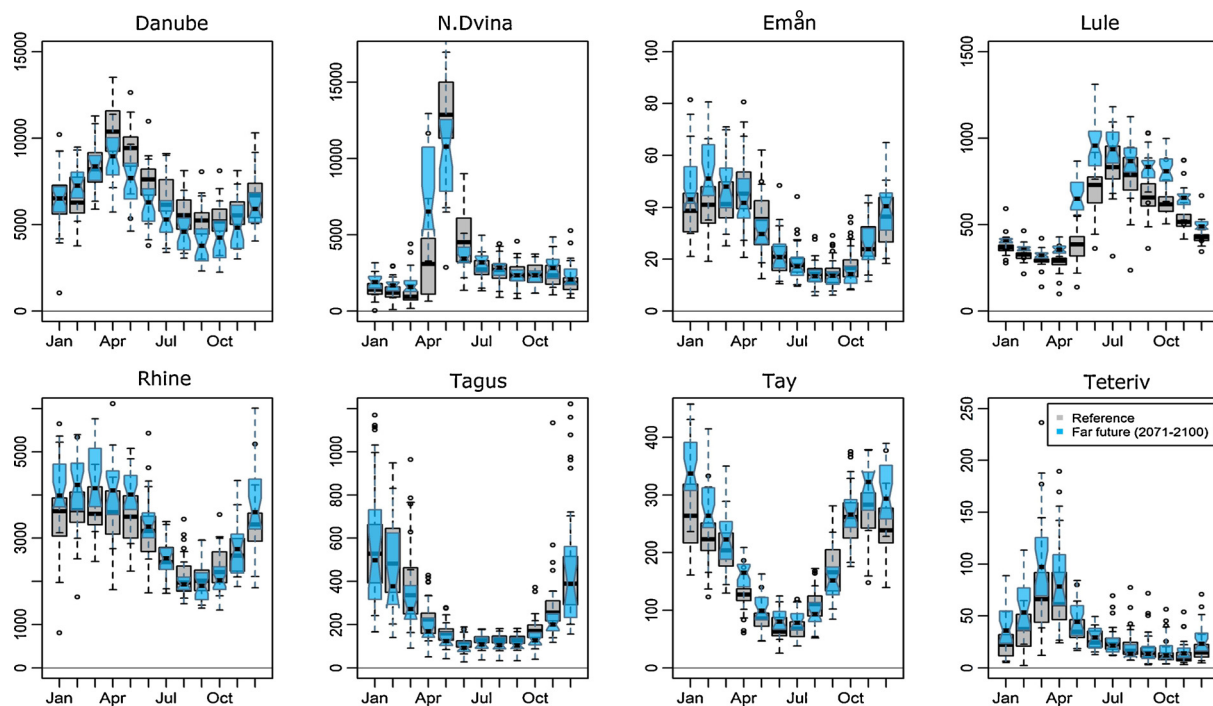 Danube
15000
10000
5000
0
Jan Apr Jul Oct
N.Dvina
15000
10000
5000
0
Jan Apr Jul Oct
Emån
100
80
60
40
20
0
Jan Apr Jul Oct
Lule
1500
1000
500
0
Jan Apr Jul Oct
Rhine
5000
3000
1000
0
Jan Apr Jul Oct
Tagus
1000
800
600
400
200
0
Jan Apr Jul Oct
Tay
400
300
200
100
0
Jan Apr Jul Oct
Teteriv
250
200
150
100
50
0
Reference
Far future (2071-2100)
Jan Apr Jul Oct